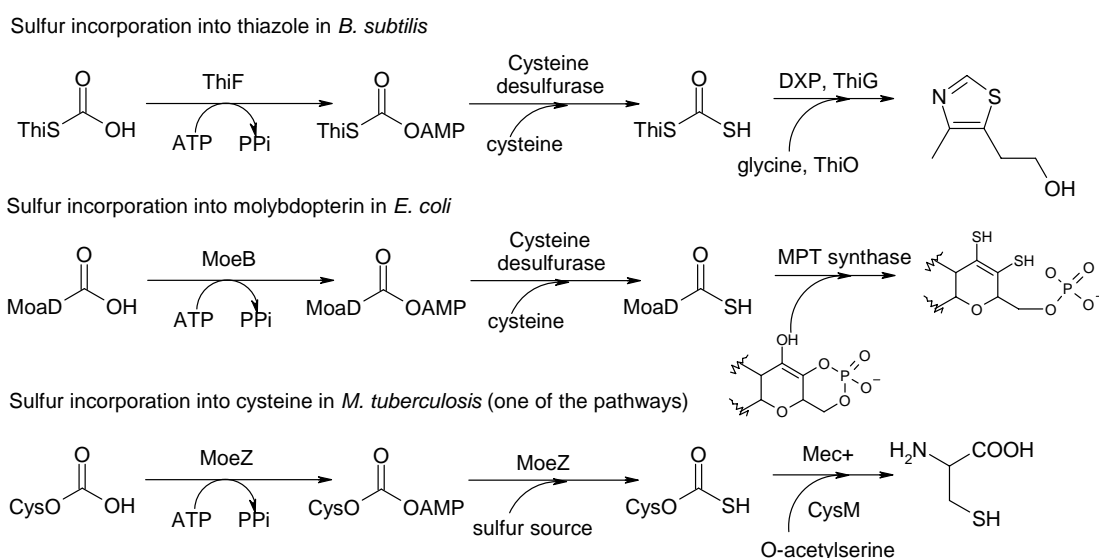 Sulfur incorporation into thiazole in B. subtilis
O
ThiS
OH
ThiF
ATP
PPi
O
ThiS
OAMP
Cysteine
desulfurase
cysteine
O
ThiS
SH
DXP, ThiG
glycine, ThiO
N
S
OH
Sulfur incorporation into molybdopterin in E. coli
O
MoaD
OH
MoeB
ATP
PPi
O
MoaD
OAMP
Cysteine
desulfurase
cysteine
O
MoaD
SH
MPT synthase
OH
O
P
O
O⁻
O
O
SH
SH
O
O
O
P
O
O⁻
Sulfur incorporation into cysteine in M. tuberculosis (one of the pathways)
O
CysO
OH
MoeZ
ATP
PPi
O
CysO
OAMP
MoeZ
sulfur source
O
CysO
SH
Mec+
CysM
O-acetylserine
H₂N
COOH
SH